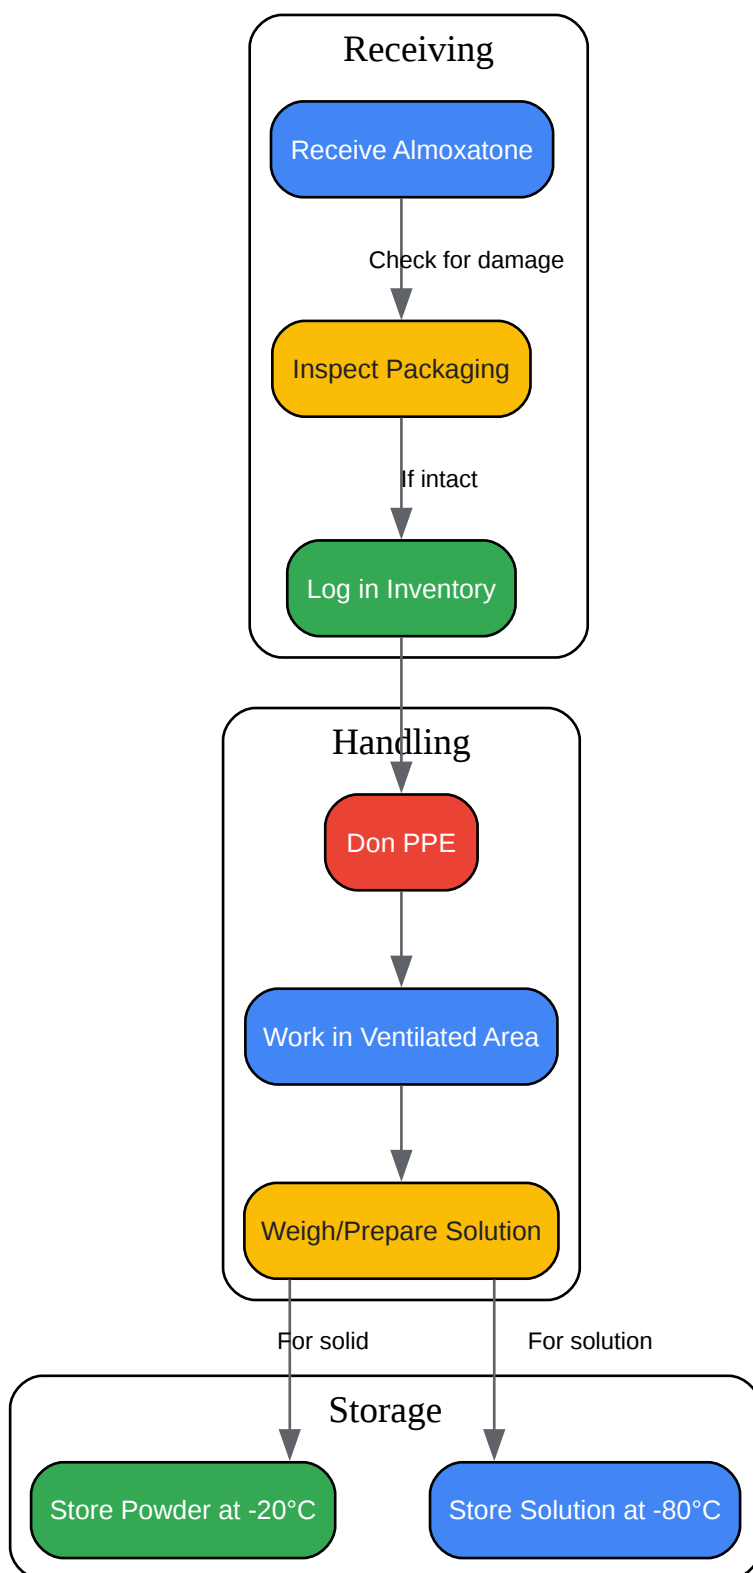 Receiving
Receive Almoxatone
Check for damage
Inspect Packaging
If intact
Log in Inventory
Handling
Don PPE
Work in Ventilated Area
Weigh/Prepare Solution
For solid
For solution
Storage
Store Powder at -20°C
Store Solution at -80°C